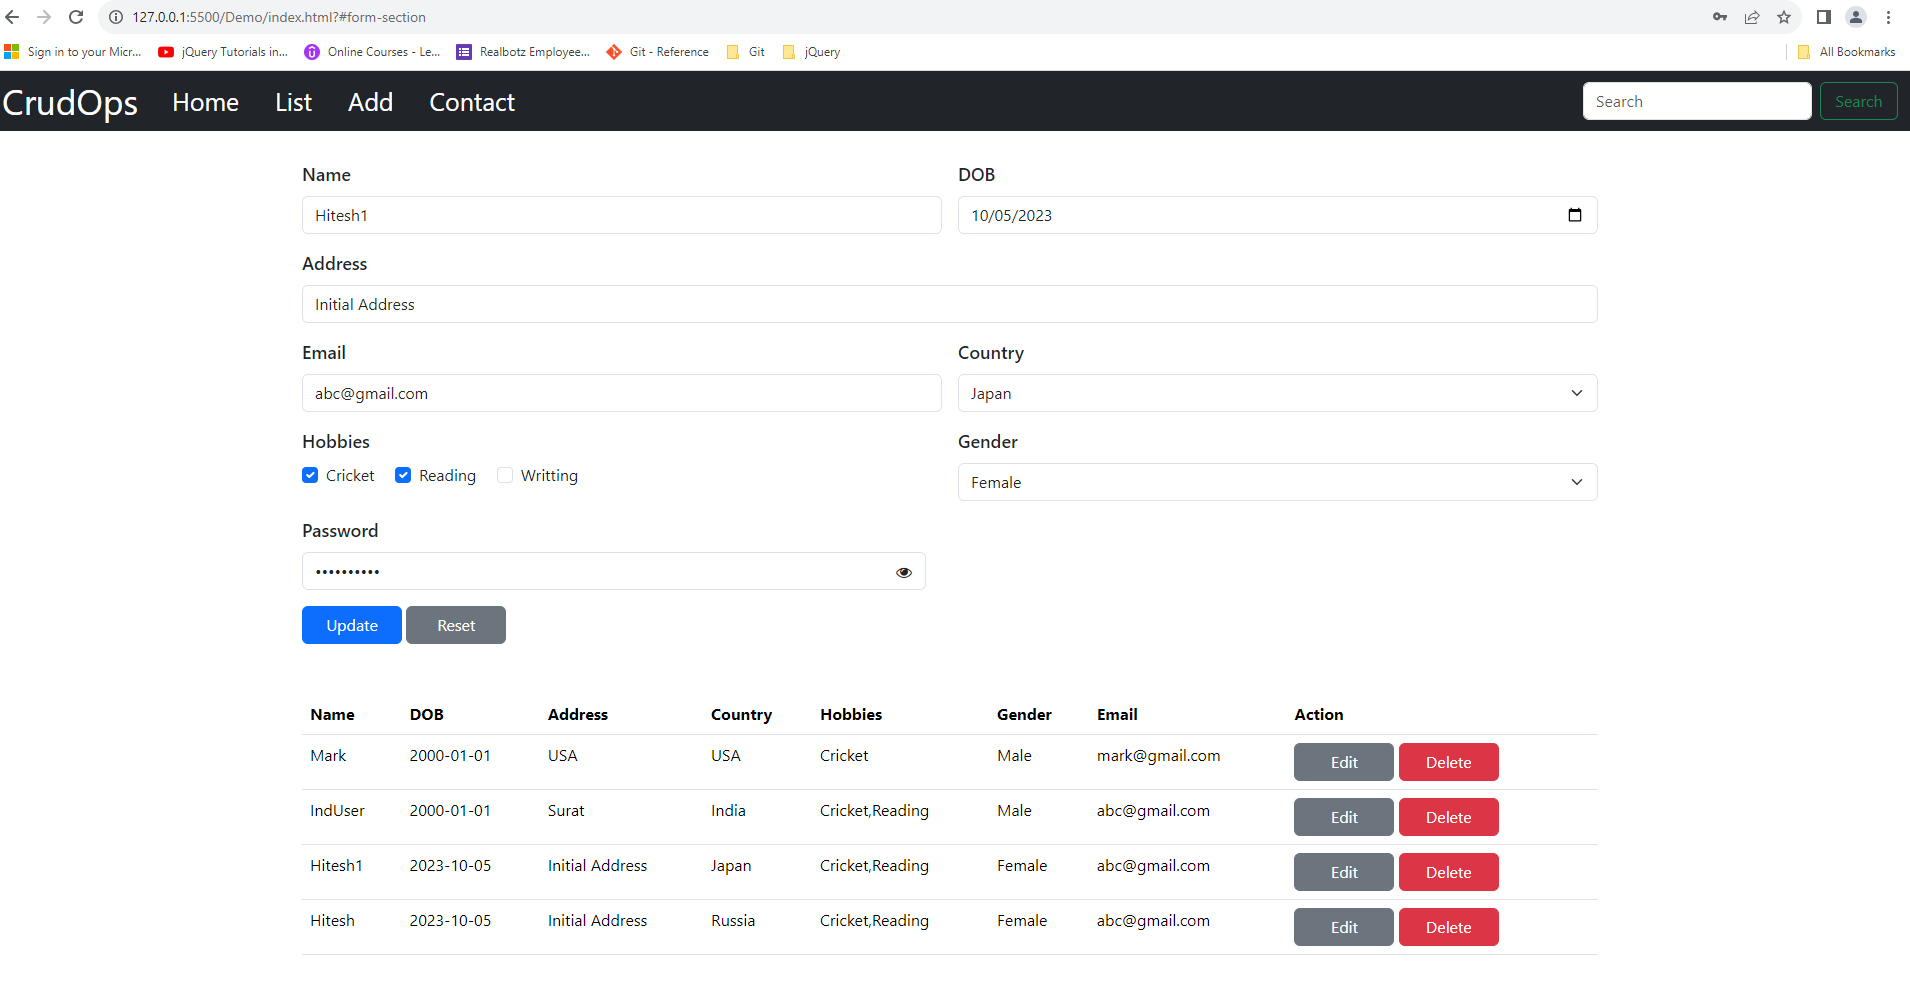 127.0.0.1:5500/Demo/index.html?#form-section
Sign in to your Micr... jQuery Tutorials in... Online Courses - Le... Realbotz Employee... Git - Reference Git jQuery All Bookmarks
CrudOps Home List Add Contact Search Search
Name DOB
Hitesh1 10/05/2023
Address
Initial Address
Email Country
abc@gmail.com Japan
Hobbies Gender
Cricket Reading Writting Female
Password
••••••••••
Update Reset
Name DOB Address Country Hobbies Gender Email Action
Mark 2000-01-01 USA USA Cricket Male mark@gmail.com Edit Delete
IndUser 2000-01-01 Surat India Cricket,Reading Male abc@gmail.com Edit Delete
Hitesh1 2023-10-05 Initial Address Japan Cricket,Reading Female abc@gmail.com Edit Delete
Hitesh 2023-10-05 Initial Address Russia Cricket,Reading Female abc@gmail.com Edit Delete